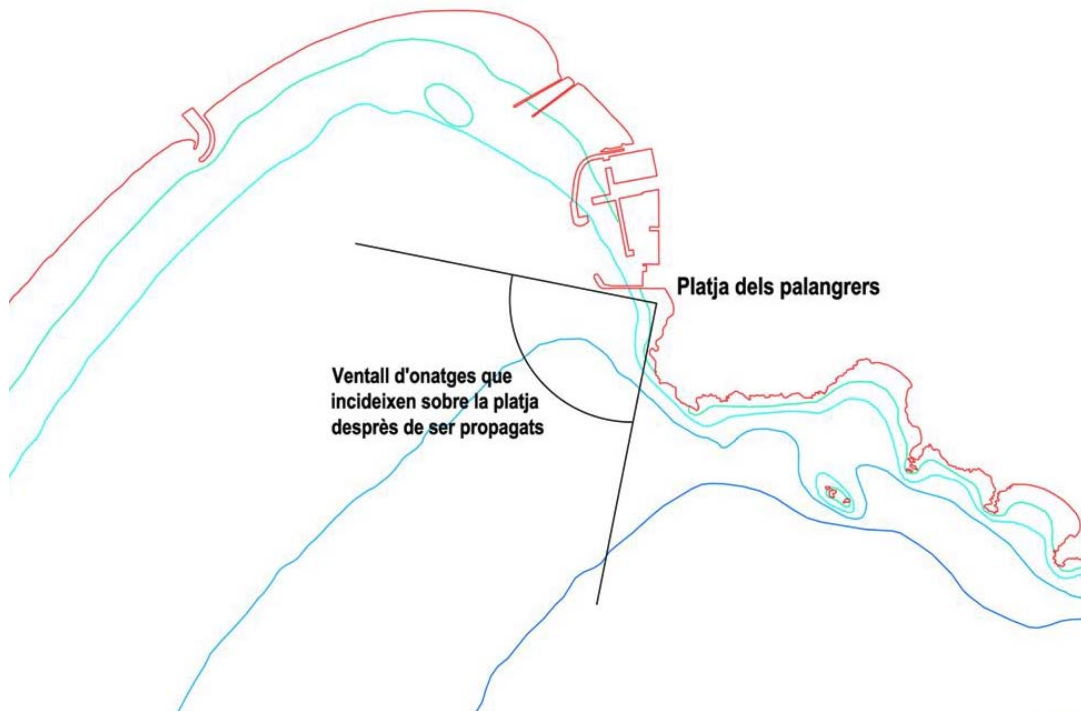 Platja dels palangrers
Ventall d'onatges que
incideixen sobre la platja
desprès de ser propagats